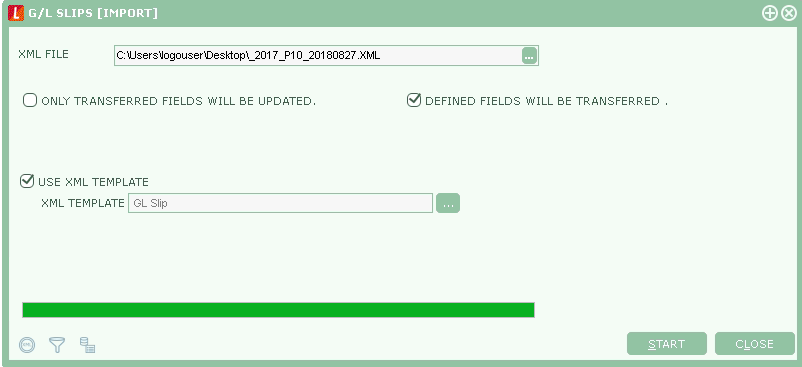 G/L SLIPS [IMPORT]
XML FILE C:\Users\logouser\Desktop\_2017_P10_20180827.XML ...
ONLY TRANSFERRED FIELDS WILL BE UPDATED. DEFINED FIELDS WILL BE TRANSFERRED .
USE XML TEMPLATE
XML TEMPLATE GL Slip ...
START CLOSE